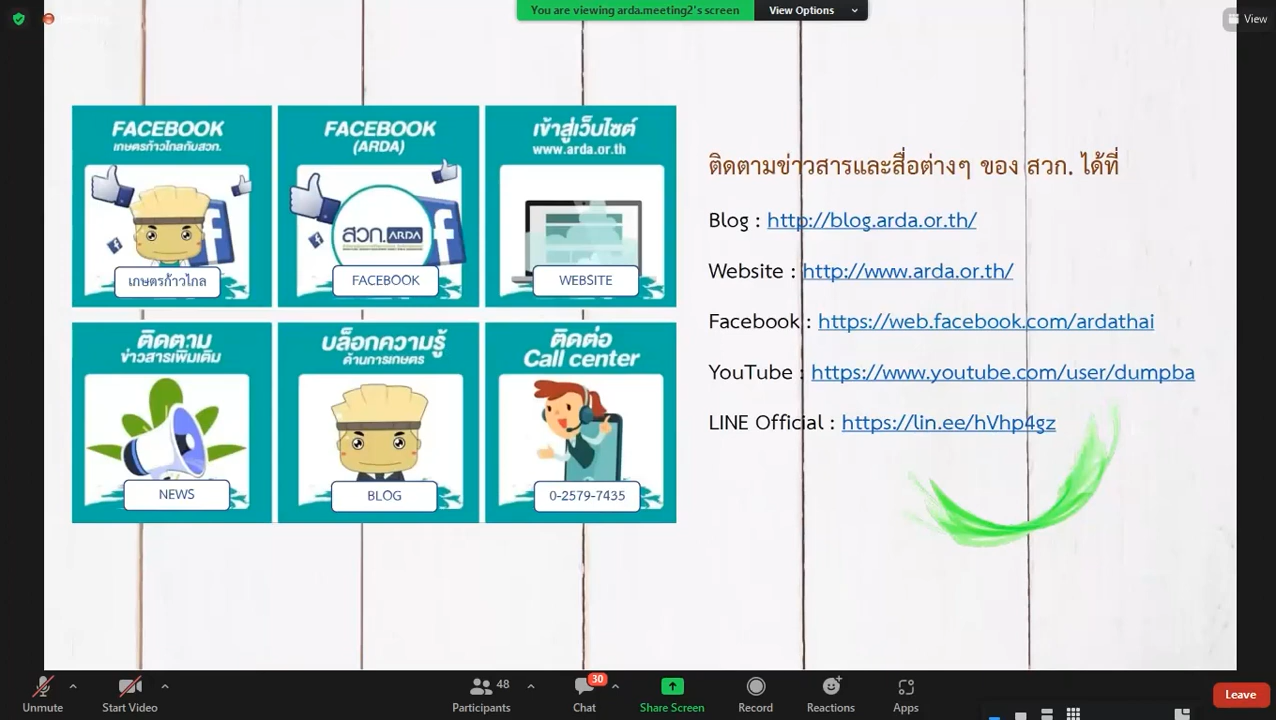 You are viewing arda.meeting2's screen
View Options
View
FACEBOOK
เกษตรก้าวไกลกับสวก.
เกษตรก้าวไกล
FACEBOOK
(ARDA)
สวก. ARDA
FACEBOOK
เข้าสู่เว็บไซต์
www.arda.or.th
WEBSITE
ติดตาม
ข่าวสารเพิ่มเติม
NEWS
บล็อกความรู้
ด้านการเกษตร
BLOG
ติดต่อ
Call center
0-2579-7435
ติดตามข่าวสารและสื่อต่างๆ ของ สวก. ได้ที่
Blog : http://blog.arda.or.th/
Website : http://www.arda.or.th/
Facebook : https://web.facebook.com/ardathai
YouTube : https://www.youtube.com/user/dumpba
LINE Official : https://lin.ee/hVhp4gz
Unmute
Start Video
48
Participants
30
Chat
Share Screen
Record
Reactions
Apps
Leave